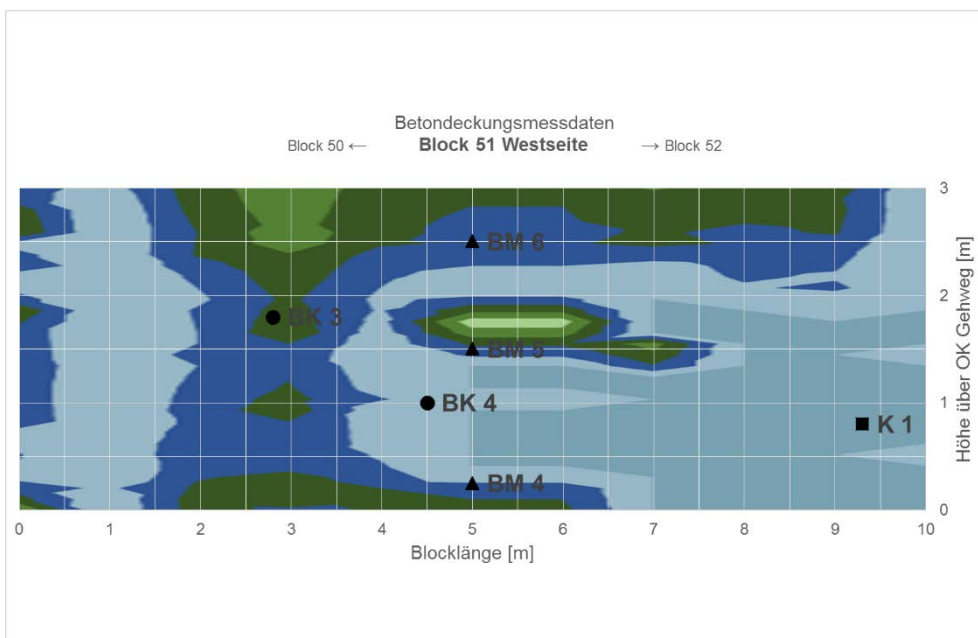 Betondeckungsmessdaten
Block 50 ← Block 51 Westseite → Block 52
3
BM 6
2
BK 3
BM 5
BK 4
1
K 1
BM 4
0
Höhe über OK Gehweg [m]
0 1 2 3 4 5 6 7 8 9 10
Blocklänge [m]